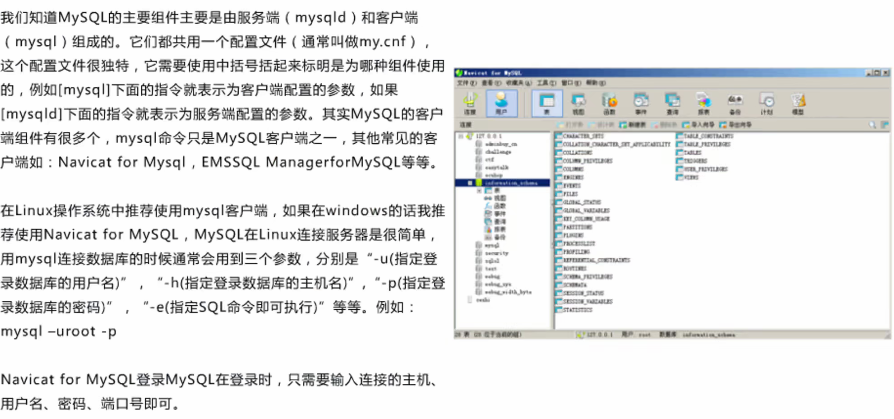 我们知道MySQL的主要组件主要是由服务端（mysqld）和客户端
（mysql）组成的。它们都共用一个配置文件（通常叫做my.cnf），
这个配置文件很独特，它需要使用中括号括起来标明是为哪种组件使用
的，例如[mysql]下面的指令就表示为客户端配置的参数，如果
[mysqld]下面的指令就表示为服务端配置的参数。其实MySQL的客户
端组件有很多个，mysql命令只是MySQL客户端之一，其他常见的客
户端如：Navicat for Mysql，EMSSQL ManagerforMySQL等等。
在Linux操作系统中推荐使用mysql客户端，如果在windows的话我推
荐使用Navicat for MySQL，MySQL在Linux连接服务器是很简单，
用mysql连接数据库的时候通常会用到三个参数，分别是“-u(指定登
录数据库的用户名)”，“-h(指定登录数据库的主机名)”,“-p(指定登
录数据库的密码)”，“-e(指定SQL命令即可执行)”等等。例如：
mysql –uroot -p
Navicat for MySQL登录MySQL在登录时，只需要输入连接的主机、
用户名、密码、端口号即可。
Navicat for MySQL
文件(F) 查看(V) 收藏夹(A) 工具(T) 窗口(W) 帮助(H)
连接 用户 表 视图 函数 事件 查询 报表 备份 计划 模型
连接
打开表 设计表 新建表 删除表 导入向导 导出向导
127.0.0.1
challenge
information_schema
表
视图
函数
事件
查询
报表
备份
mysql
security
test
CHARACTER_SETS
COLLATION_CHARACTER_SET_APPLICABILITY
COLLATIONS
COLUMN_PRIVILEGES
COLUMNS
ENGINES
EVENTS
FILES
GLOBAL_STATUS
GLOBAL_VARIABLES
KEY_COLUMN_USAGE
PARTITIONS
PLUGINS
PROCESSLIST
PROFILING
REFERENTIAL_CONSTRAINTS
ROUTINES
SCHEMA_PRIVILEGES
SCHEMATA
SESSION_STATUS
SESSION_VARIABLES
STATISTICS
TABLE_CONSTRAINTS
TABLE_PRIVILEGES
TABLES
TRIGGERS
USER_PRIVILEGES
VIEWS
127.0.0.1 用户: root 数据库: information_schema